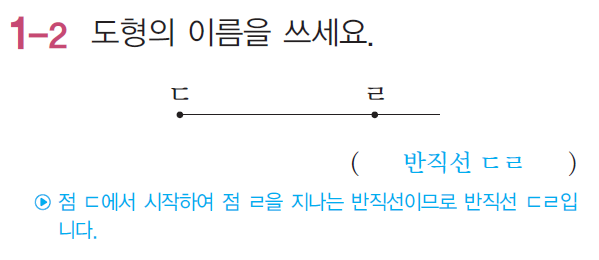 1-2 도형의 이름을 쓰세요.
ㄷ ㄹ
( 반직선 ㄷㄹ )
점 ㄷ에서 시작하여 점 ㄹ을 지나는 반직선이므로 반직선 ㄷㄹ입
니다.